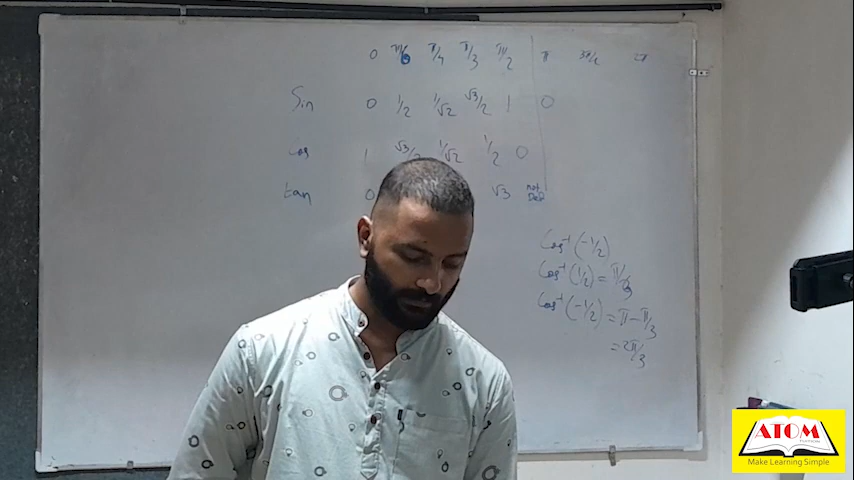 0 π/6 π/4 π/3 π/2 π 3π/2 2π
Sin 0 1/2 1/√2 √3/2 1 0
cos 1 √3/2 1/√2 1/2 0
tan 0 √3 not Def
Cos⁻¹(-1/2)
Cos⁻¹(1/2) = π/3
Cos⁻¹(-1/2) = π - π/3
= 2π/3
ATOM
Make Learning Simple